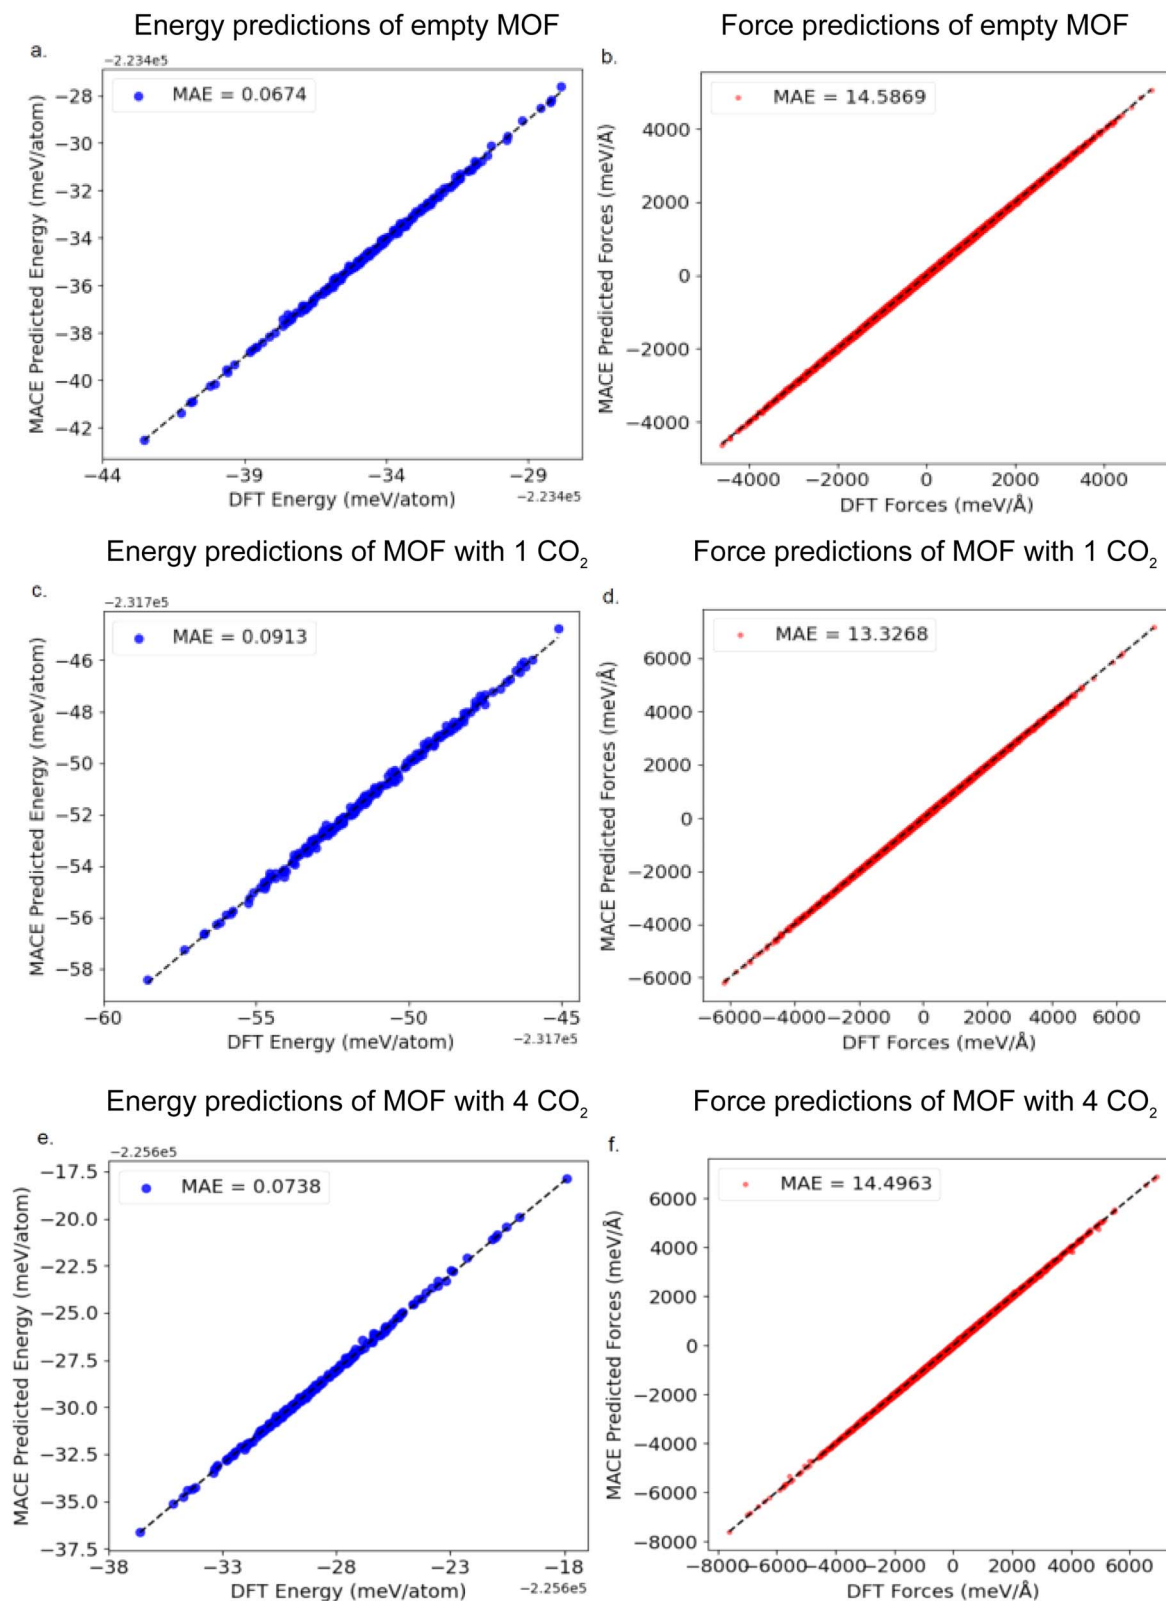 Energy predictions of empty MOF
Force predictions of empty MOF
a.
−2.234e5
MAE = 0.0674
−28
−30
−32
−34
−36
−38
−40
−42
MACE Predicted Energy (meV/atom)
−44
−39
−34
−29
DFT Energy (meV/atom)
−2.234e5
b.
MAE = 14.5869
4000
2000
0
−2000
−4000
MACE Predicted Forces (meV/Å)
−4000
−2000
0
2000
4000
DFT Forces (meV/Å)
Energy predictions of MOF with 1 CO₂
Force predictions of MOF with 1 CO₂
c.
−2.317e5
MAE = 0.0913
−46
−48
−50
−52
−54
−56
−58
MACE Predicted Energy (meV/atom)
−60
−55
−50
−45
DFT Energy (meV/atom)
−2.317e5
d.
MAE = 13.3268
6000
4000
2000
0
−2000
−4000
−6000
MACE Predicted Forces (meV/Å)
−6000
−4000
−2000
0
2000
4000
6000
DFT Forces (meV/Å)
Energy predictions of MOF with 4 CO₂
Force predictions of MOF with 4 CO₂
e.
−2.256e5
MAE = 0.0738
−17.5
−20.0
−22.5
−25.0
−27.5
−30.0
−32.5
−35.0
−37.5
MACE Predicted Energy (meV/atom)
−38
−33
−28
−23
−18
DFT Energy (meV/atom)
−2.256e5
f.
MAE = 14.4963
6000
4000
2000
0
−2000
−4000
−6000
−8000
MACE Predicted Forces (meV/Å)
−8000
−6000
−4000
−2000
0
2000
4000
6000
DFT Forces (meV/Å)